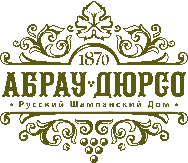 1870
АБРАУ-ДЮРСО
• Русский Шампанский Дом •